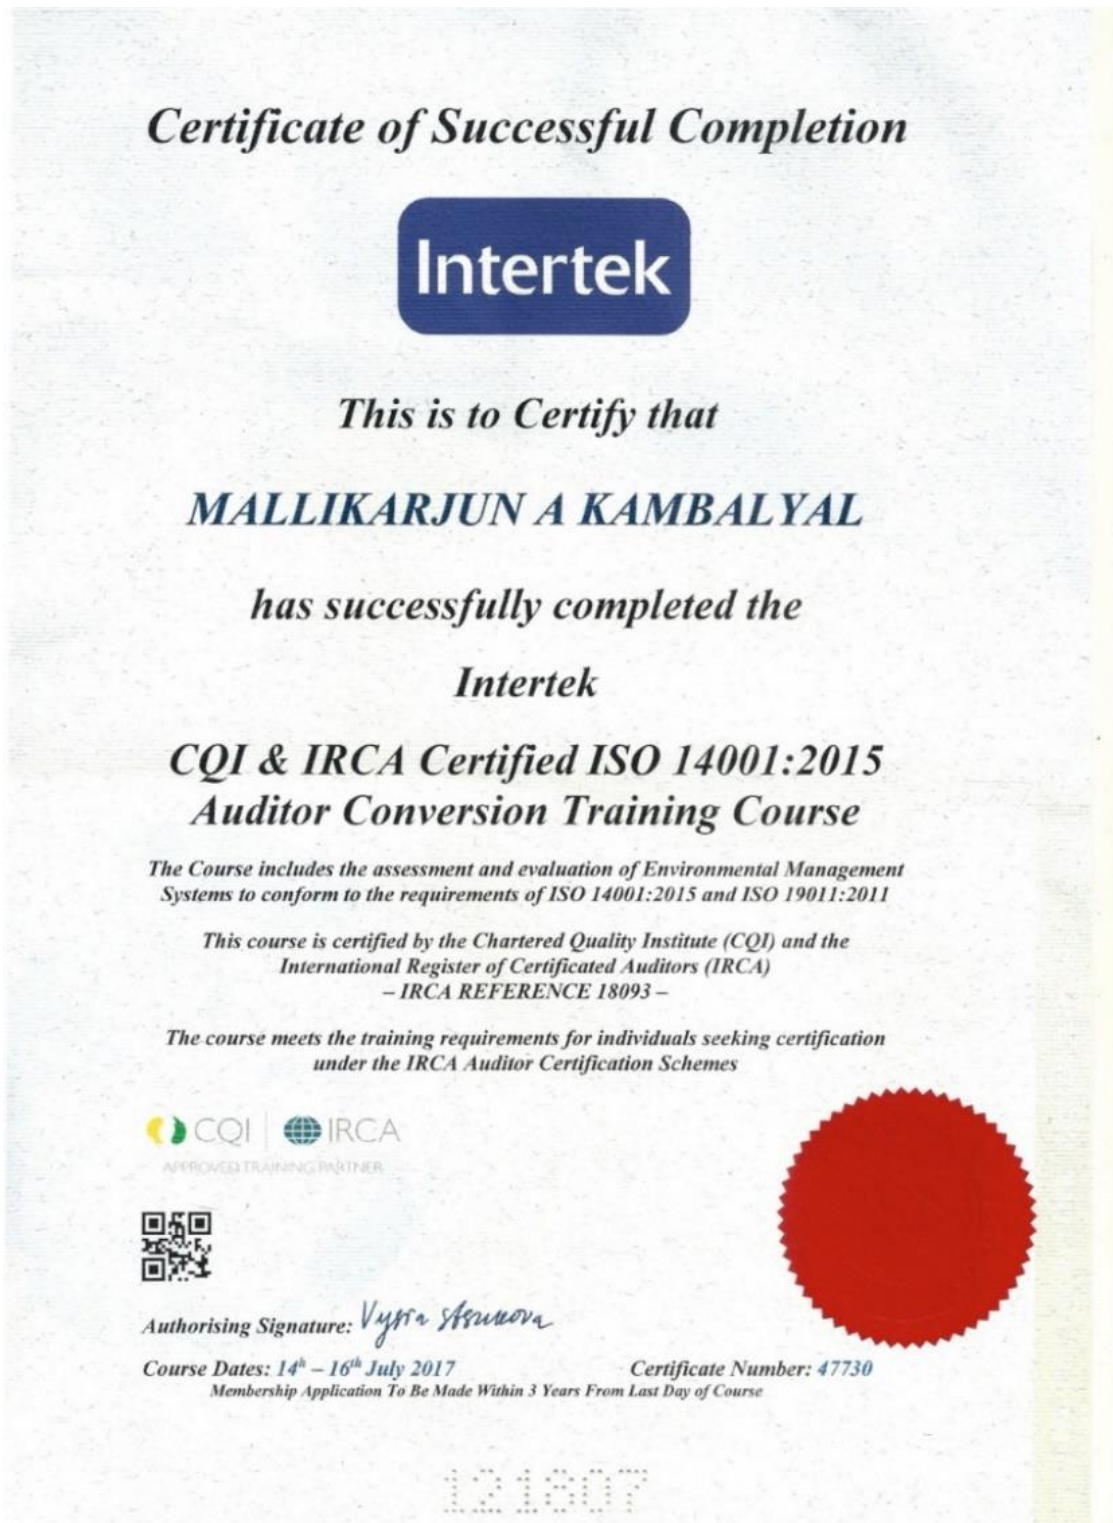 Certificate of Successful Completion
Intertek
This is to Certify that
MALLIKARJUN A KAMBALYAL
has successfully completed the
Intertek
CQI & IRCA Certified ISO 14001:2015
Auditor Conversion Training Course
The Course includes the assessment and evaluation of Environmental Management
Systems to conform to the requirements of ISO 14001:2015 and ISO 19011:2011
This course is certified by the Chartered Quality Institute (CQI) and the
International Register of Certificated Auditors (IRCA)
– IRCA REFERENCE 18093 –
The course meets the training requirements for individuals seeking certification
under the IRCA Auditor Certification Schemes
CQI IRCA
APPROVED TRAINING PARTNER
Authorising Signature:
Course Dates: 14h – 16th July 2017 Certificate Number: 47730
Membership Application To Be Made Within 3 Years From Last Day of Course
121807